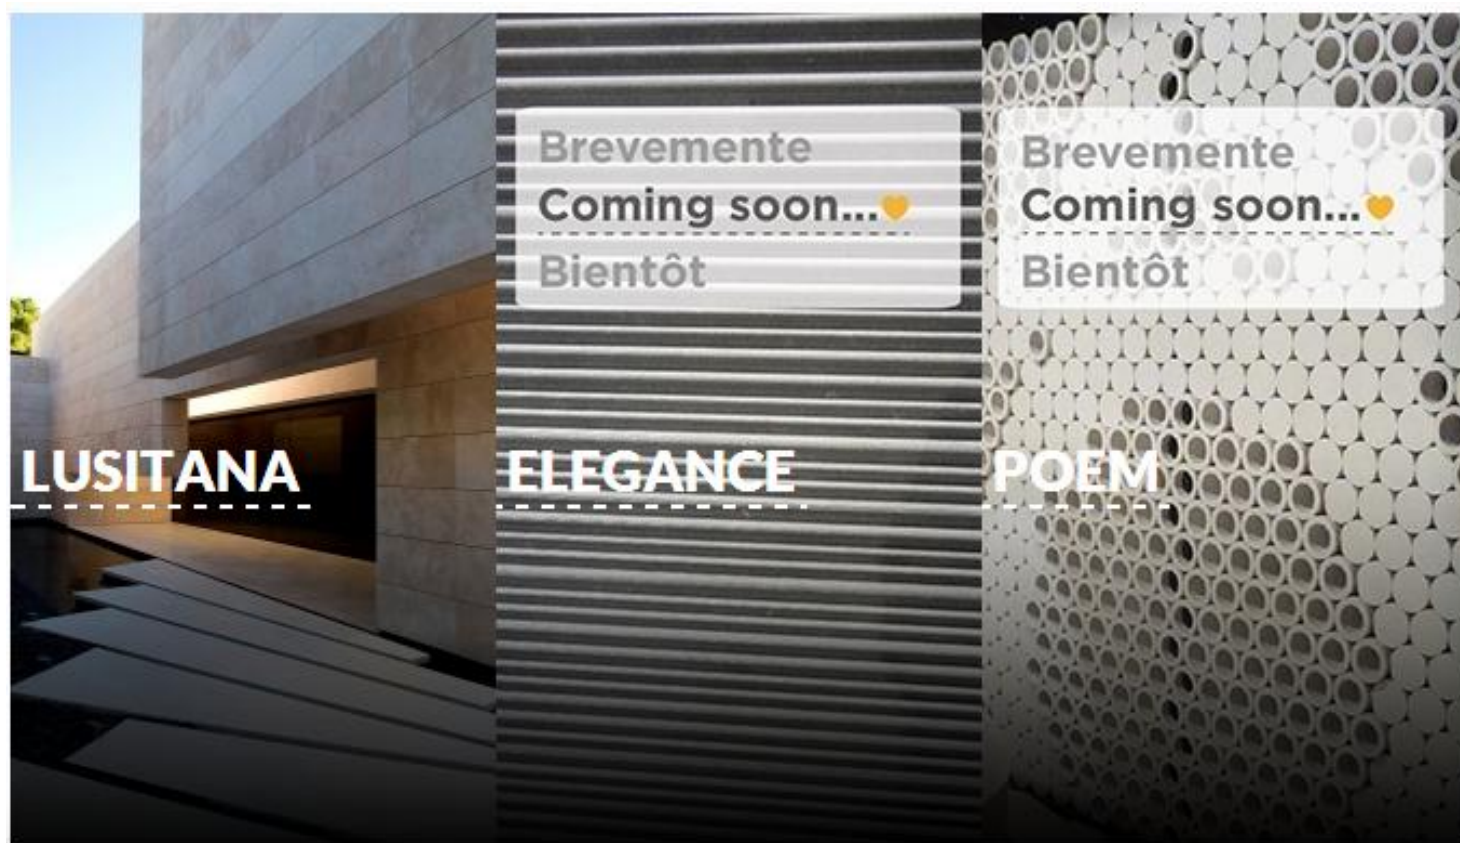 LUSITANA
Brevemente
Coming soon...
Bientôt
ELEGANCE
Brevemente
Coming soon...
Bientôt
POEM